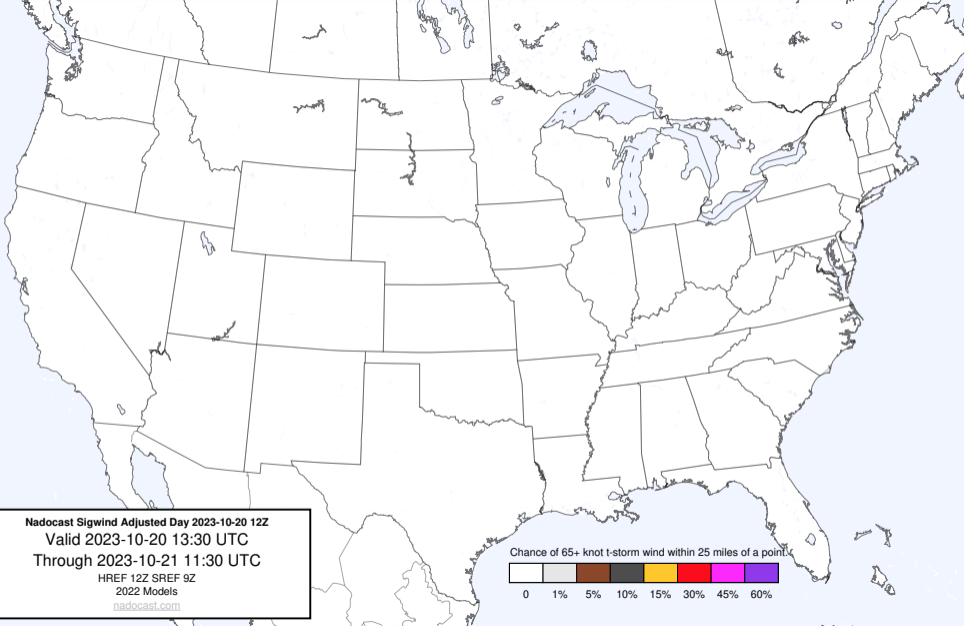 Nadocast Sigwind Adjusted Day 2023-10-20 12Z
Valid 2023-10-20 13:30 UTC
Through 2023-10-21 11:30 UTC
HREF 12Z SREF 9Z
2022 Models
nadocast.com
Chance of 65+ knot t-storm wind within 25 miles of a point.
0 1% 5% 10% 15% 30% 45% 60%